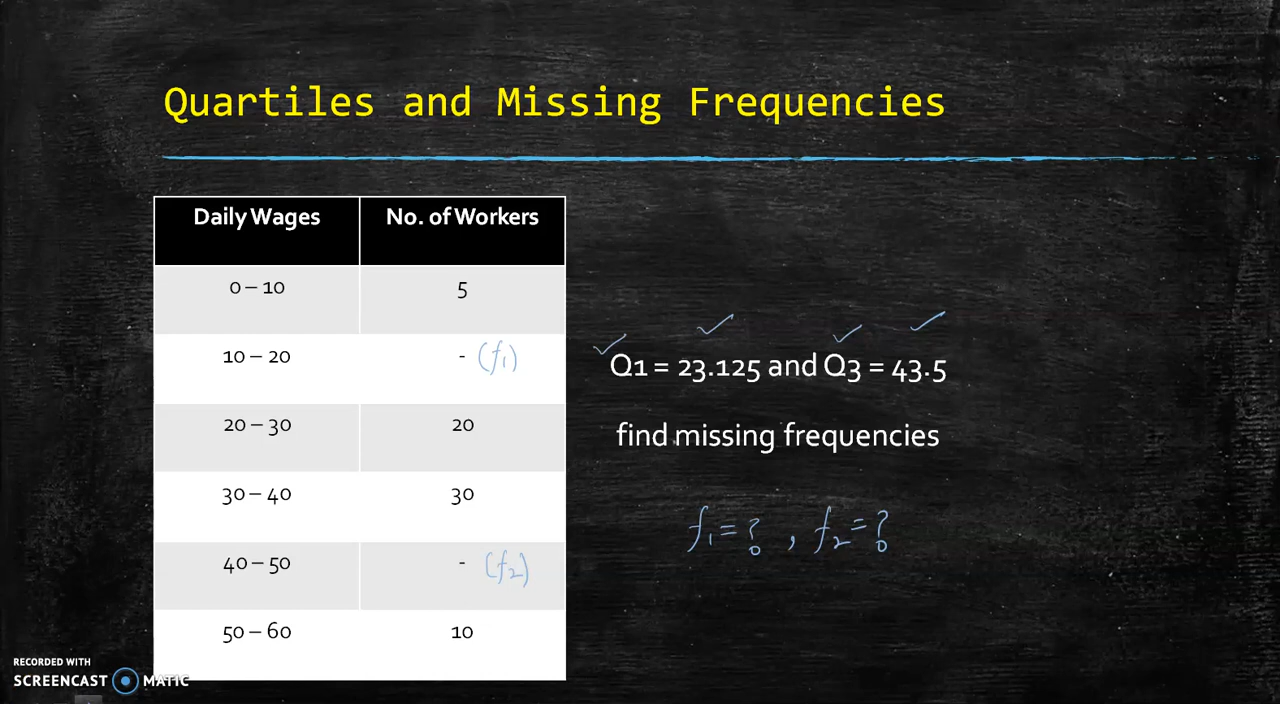 Quartiles and Missing Frequencies
Daily Wages No. of Workers
0 – 10 5
10 – 20 - (f1)
20 – 30 20
30 – 40 30
40 – 50 - (f2)
50 – 60 10
Q1 = 23.125 and Q3 = 43.5
find missing frequencies
f1 = ? , f2 = ?
RECORDED WITH
SCREENCAST MATIC